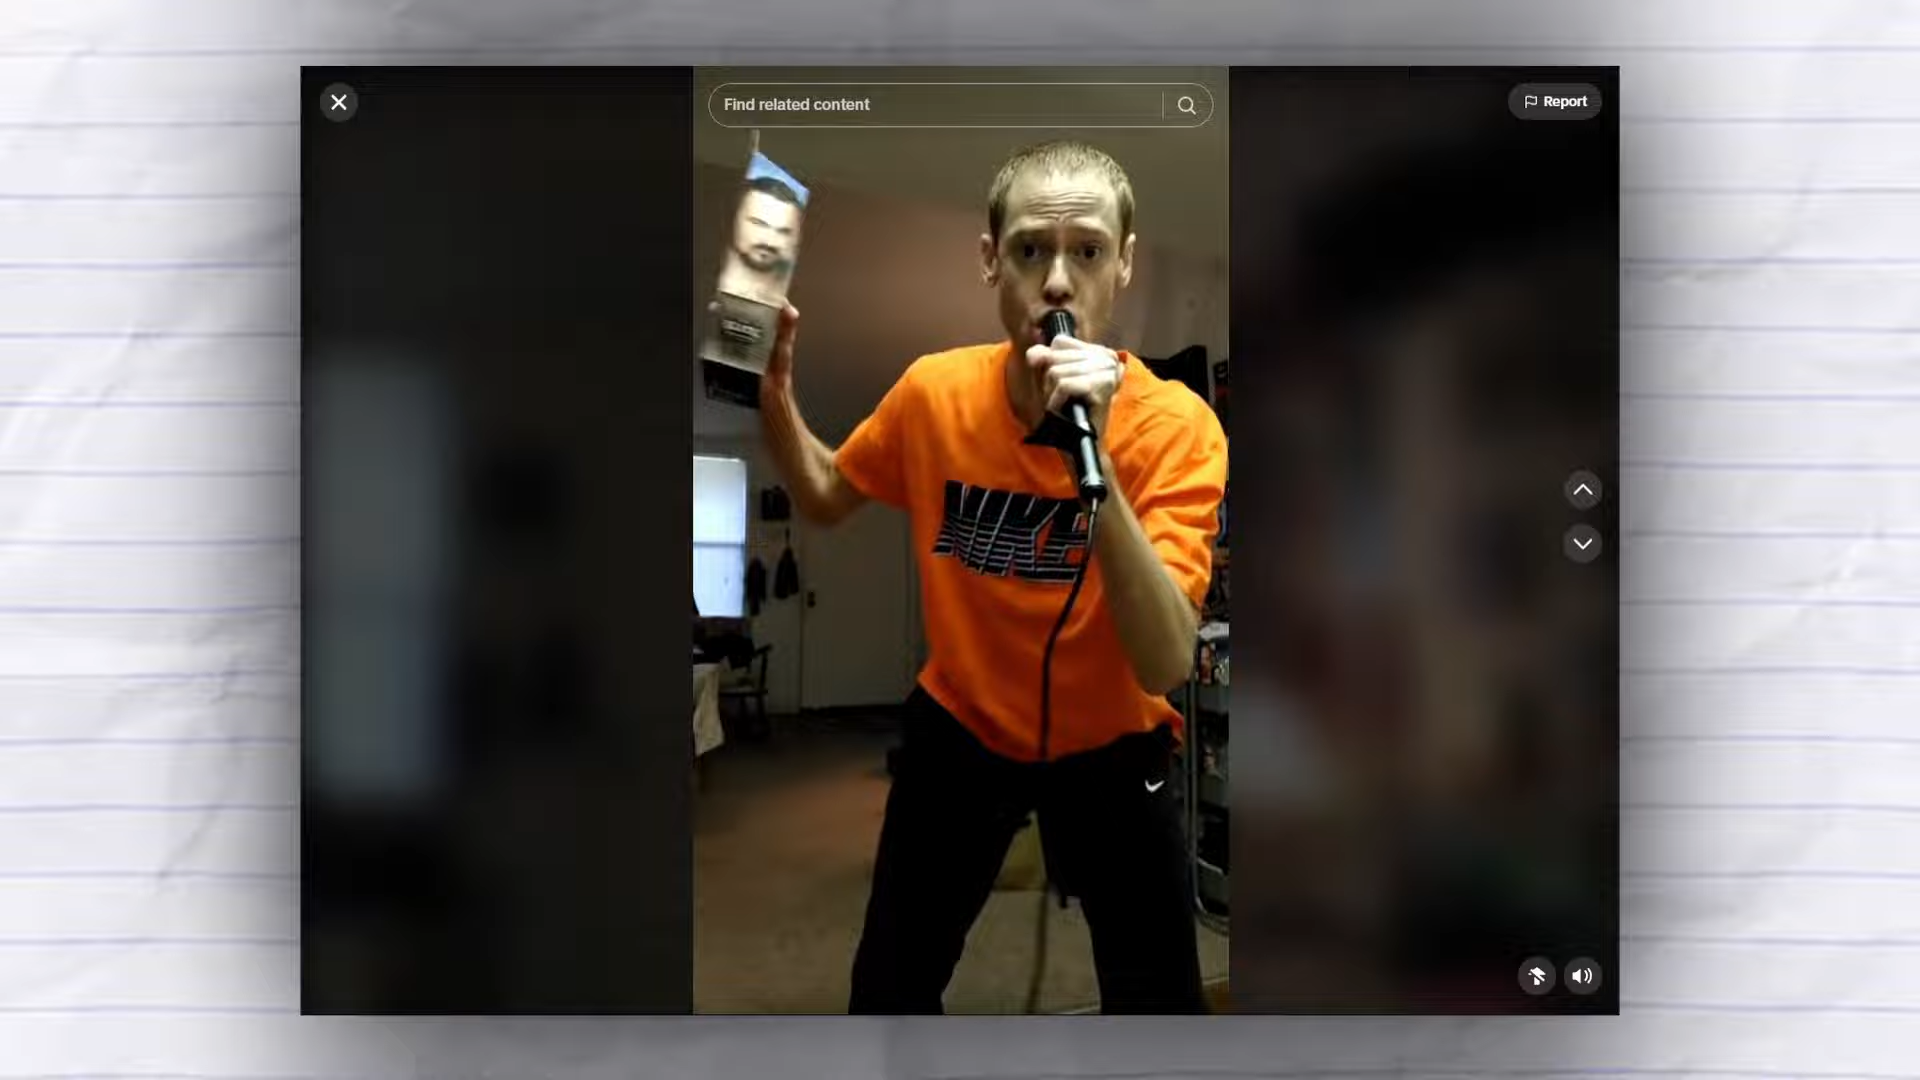 Find related content
Report
NIKE